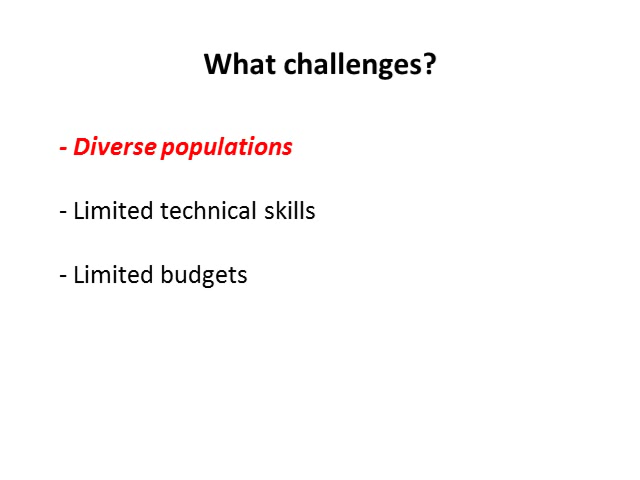 What challenges?
- Diverse populations
- Limited technical skills
- Limited budgets